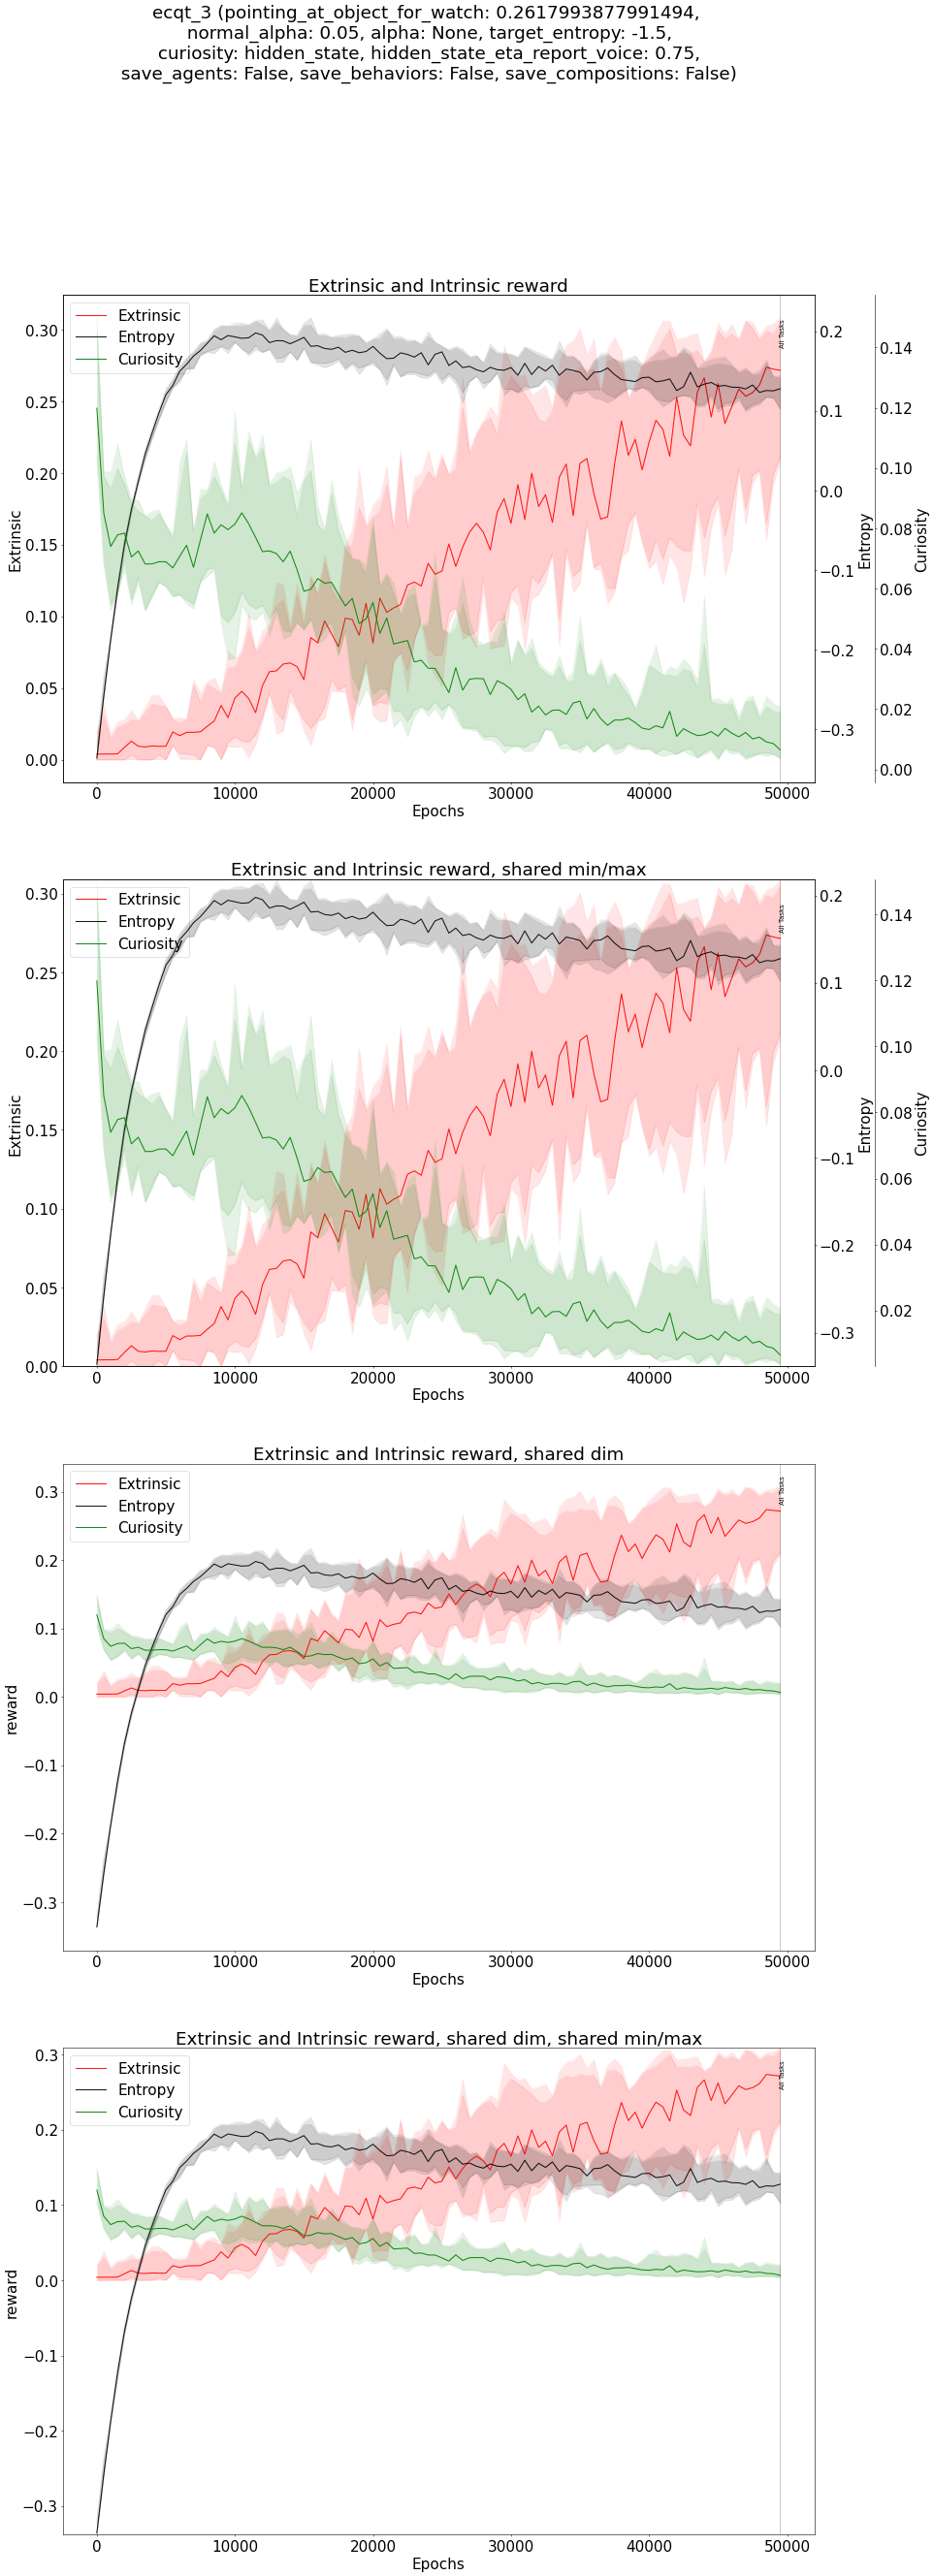 ecqt_3 (pointing_at_object_for_watch: 0.2617993877991494,
normal_alpha: 0.05, alpha: None, target_entropy: -1.5,
curiosity: hidden_state, hidden_state_eta_report_voice: 0.75,
save_agents: False, save_behaviors: False, save_compositions: False)
Extrinsic and Intrinsic reward
Extrinsic
Entropy
Curiosity
All Tasks
0.30
0.25
0.20
0.15
0.10
0.05
0.00
Extrinsic
0.2
0.1
0.0
−0.1
−0.2
−0.3
Entropy
0.14
0.12
0.10
0.08
0.06
0.04
0.02
0.00
Curiosity
0 10000 20000 30000 40000 50000
Epochs
Extrinsic and Intrinsic reward, shared min/max
Extrinsic
Entropy
Curiosity
All Tasks
0.30
0.25
0.20
0.15
0.10
0.05
0.00
Extrinsic
0.2
0.1
0.0
−0.1
−0.2
−0.3
Entropy
0.14
0.12
0.10
0.08
0.06
0.04
0.02
Curiosity
0 10000 20000 30000 40000 50000
Epochs
Extrinsic and Intrinsic reward, shared dim
Extrinsic
Entropy
Curiosity
All Tasks
0.3
0.2
0.1
0.0
−0.1
−0.2
−0.3
reward
0 10000 20000 30000 40000 50000
Epochs
Extrinsic and Intrinsic reward, shared dim, shared min/max
Extrinsic
Entropy
Curiosity
All Tasks
0.3
0.2
0.1
0.0
−0.1
−0.2
−0.3
reward
0 10000 20000 30000 40000 50000
Epochs